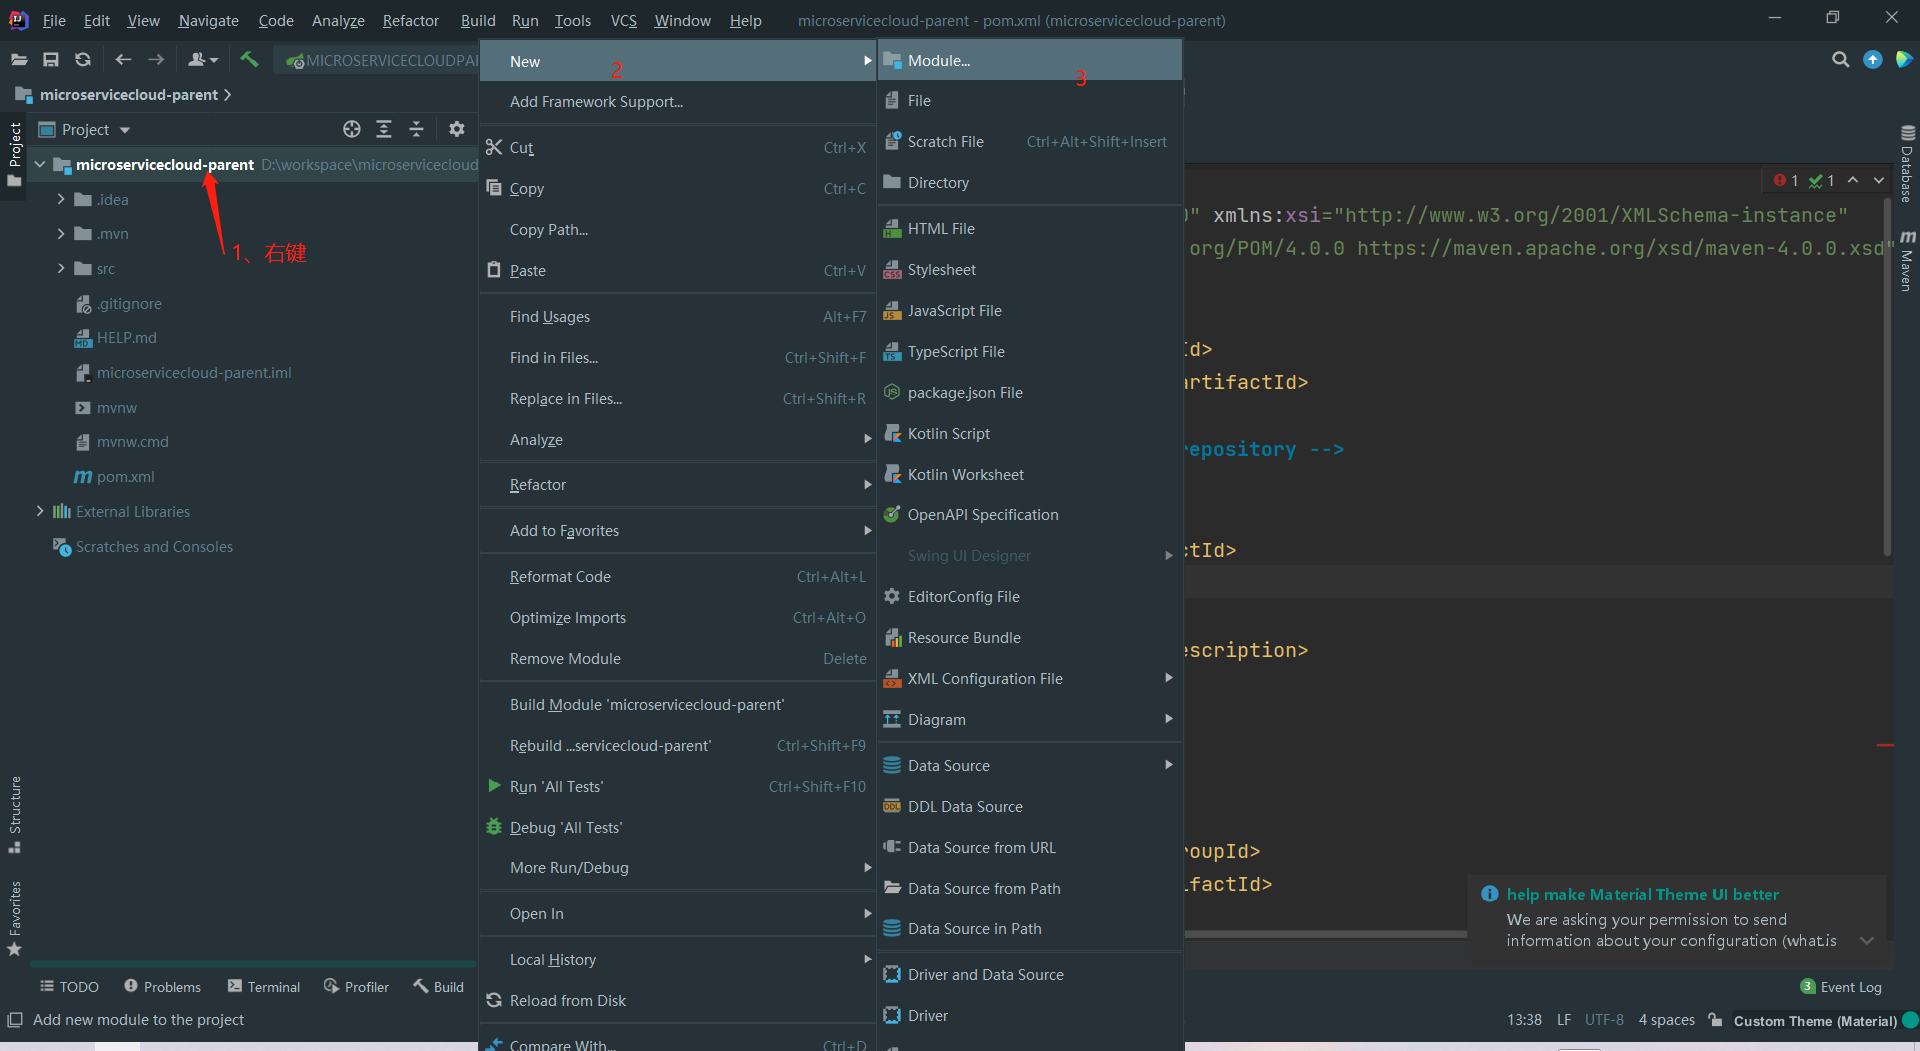 File Edit View Navigate Code Analyze Refactor Build Run Tools VCS Window Help microservicecloud-parent - pom.xml (microservicecloud-parent)
MICROSERVICECLOUDPA
microservicecloud-parent
Project
microservicecloud-parent D:\workspace\microservicecloud
.idea
.mvn
src
.gitignore
HELP.md
microservicecloud-parent.iml
mvnw
mvnw.cmd
pom.xml
External Libraries
Scratches and Consoles
1、右键
Project
Structure
Favorites
New
2
Add Framework Support...
Cut Ctrl+X
Copy Ctrl+C
Copy Path...
Paste Ctrl+V
Find Usages Alt+F7
Find in Files... Ctrl+Shift+F
Replace in Files... Ctrl+Shift+R
Analyze
Refactor
Add to Favorites
Reformat Code Ctrl+Alt+L
Optimize Imports Ctrl+Alt+O
Remove Module Delete
Build Module 'microservicecloud-parent'
Rebuild ...servicecloud-parent' Ctrl+Shift+F9
Run 'All Tests' Ctrl+Shift+F10
Debug 'All Tests'
More Run/Debug
Open In
Local History
Reload from Disk
Compare With... Ctrl+D
Module...
3
File
Scratch File Ctrl+Alt+Shift+Insert
Directory
HTML File
Stylesheet
JavaScript File
TypeScript File
package.json File
Kotlin Script
Kotlin Worksheet
OpenAPI Specification
Swing UI Designer
EditorConfig File
Resource Bundle
XML Configuration File
Diagram
Data Source
DDL Data Source
Data Source from URL
Data Source from Path
Data Source in Path
Driver and Data Source
Driver
1 1
0" xmlns:xsi="http://www.w3.org/2001/XMLSchema-instance"
org/POM/4.0.0 https://maven.apache.org/xsd/maven-4.0.0.xsd"
Id>
artifactId>
repository -->
ctId>
escription>
roupId>
ifactId>
Database
Maven
help make Material Theme UI better
We are asking your permission to send
information about your configuration (what is
TODO Problems Terminal Profiler Build
3 Event Log
Add new module to the project
13:38 LF UTF-8 4 spaces Custom Theme (Material)